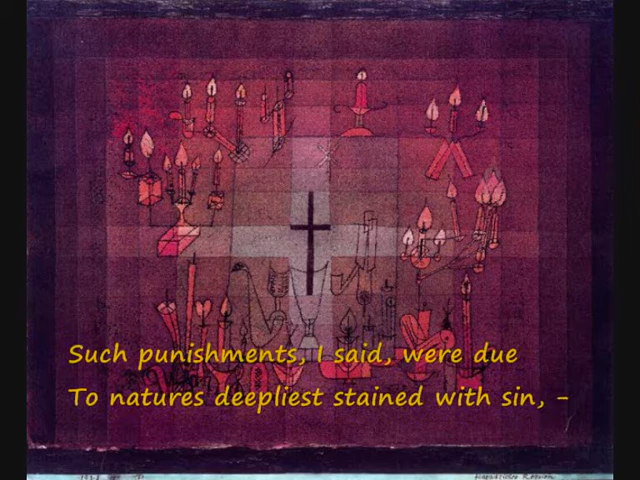 Such punishments, I said, were due
To natures deepliest stained with sin, -